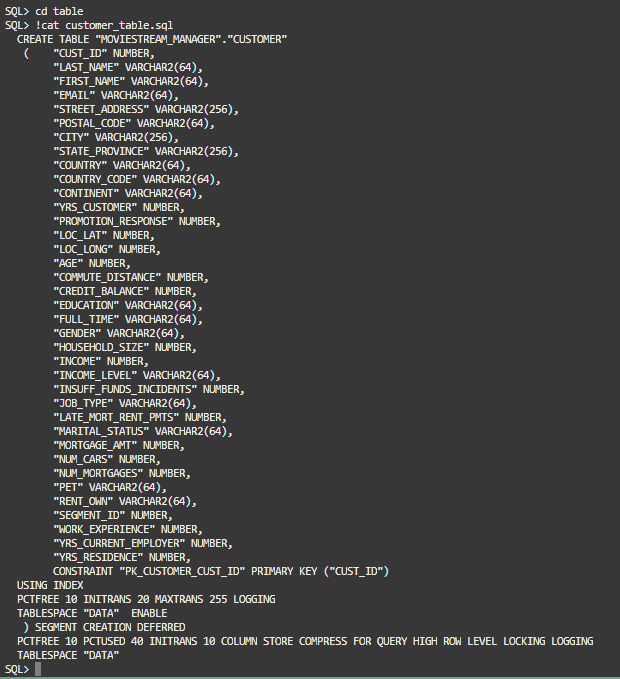 SQL> cd table
SQL> !cat customer_table.sql
CREATE TABLE "MOVIESTREAM_MANAGER"."CUSTOMER"
( "CUST_ID" NUMBER,
"LAST_NAME" VARCHAR2(64),
"FIRST_NAME" VARCHAR2(64),
"EMAIL" VARCHAR2(64),
"STREET_ADDRESS" VARCHAR2(256),
"POSTAL_CODE" VARCHAR2(64),
"CITY" VARCHAR2(256),
"STATE_PROVINCE" VARCHAR2(256),
"COUNTRY" VARCHAR2(64),
"COUNTRY_CODE" VARCHAR2(64),
"CONTINENT" VARCHAR2(64),
"YRS_CUSTOMER" NUMBER,
"PROMOTION_RESPONSE" NUMBER,
"LOC_LAT" NUMBER,
"LOC_LONG" NUMBER,
"AGE" NUMBER,
"COMMUTE_DISTANCE" NUMBER,
"CREDIT_BALANCE" NUMBER,
"EDUCATION" VARCHAR2(64),
"FULL_TIME" VARCHAR2(64),
"GENDER" VARCHAR2(64),
"HOUSEHOLD_SIZE" NUMBER,
"INCOME" NUMBER,
"INCOME_LEVEL" VARCHAR2(64),
"INSUFF_FUNDS_INCIDENTS" NUMBER,
"JOB_TYPE" VARCHAR2(64),
"LATE_MORT_RENT_PMTS" NUMBER,
"MARITAL_STATUS" VARCHAR2(64),
"MORTGAGE_AMT" NUMBER,
"NUM_CARS" NUMBER,
"NUM_MORTGAGES" NUMBER,
"PET" VARCHAR2(64),
"RENT_OWN" VARCHAR2(64),
"SEGMENT_ID" NUMBER,
"WORK_EXPERIENCE" NUMBER,
"YRS_CURRENT_EMPLOYER" NUMBER,
"YRS_RESIDENCE" NUMBER,
CONSTRAINT "PK_CUSTOMER_CUST_ID" PRIMARY KEY ("CUST_ID")
USING INDEX
PCTFREE 10 INITRANS 20 MAXTRANS 255 LOGGING
TABLESPACE "DATA"  ENABLE
) SEGMENT CREATION DEFERRED
PCTFREE 10 PCTUSED 40 INITRANS 10 COLUMN STORE COMPRESS FOR QUERY HIGH ROW LEVEL LOCKING LOGGING
TABLESPACE "DATA"
SQL>